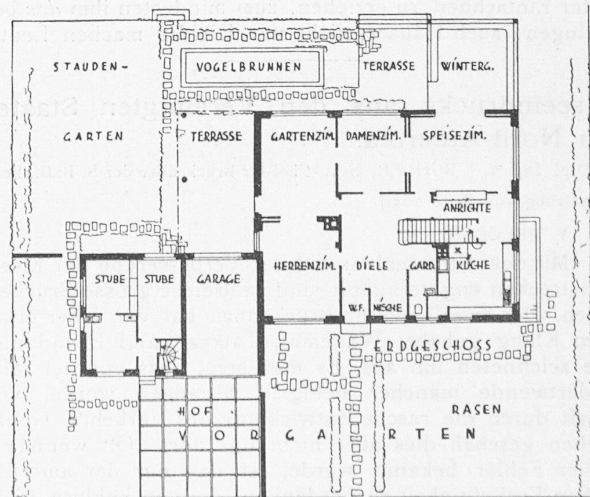 STAUDEN-
VOGELBRUNNEN
TERRASSE
WINTERG.
GARTEN
TERRASSE
GARTENZIM.
DAMENZIM.
SPEISEZIM.
ANRICHTE
STUBE
STUBE
GARAGE
HERRENZIM.
DIELE
GARD.
KÜCHE
W.F.
NISCHE
ERDGESCHOSS
HOF
RASEN
VORGARTEN